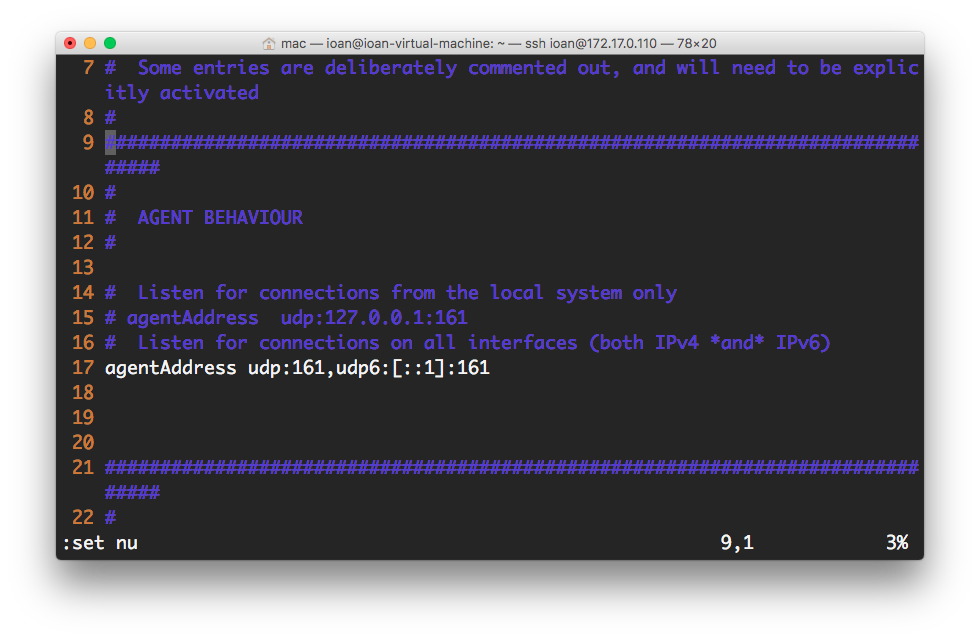 mac — ioan@ioan-virtual-machine: ~ — ssh ioan@172.17.0.110 — 78×20
7 #  Some entries are deliberately commented out, and will need to be explic
itly activated
8 #
9 ###########################################################################
#####
10 #
11 #  AGENT BEHAVIOUR
12 #
13
14 #  Listen for connections from the local system only
15 # agentAddress  udp:127.0.0.1:161
16 #  Listen for connections on all interfaces (both IPv4 *and* IPv6)
17 agentAddress udp:161,udp6:[::1]:161
18
19
20
21 ###########################################################################
#####
22 #
:set nu 9,1 3%